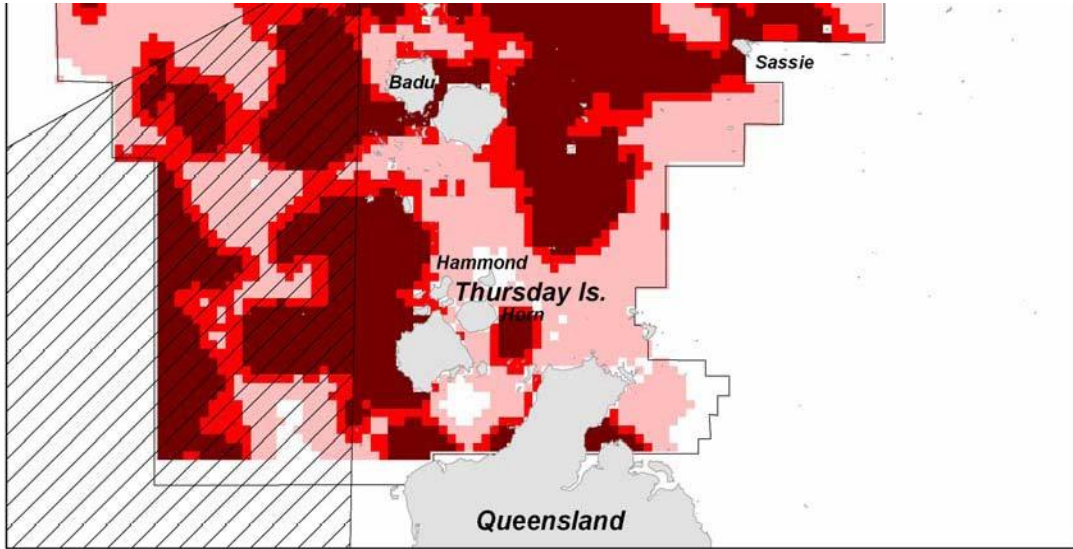 Sassie
Badu
Hammond
Thursday Is.
Horn
Queensland